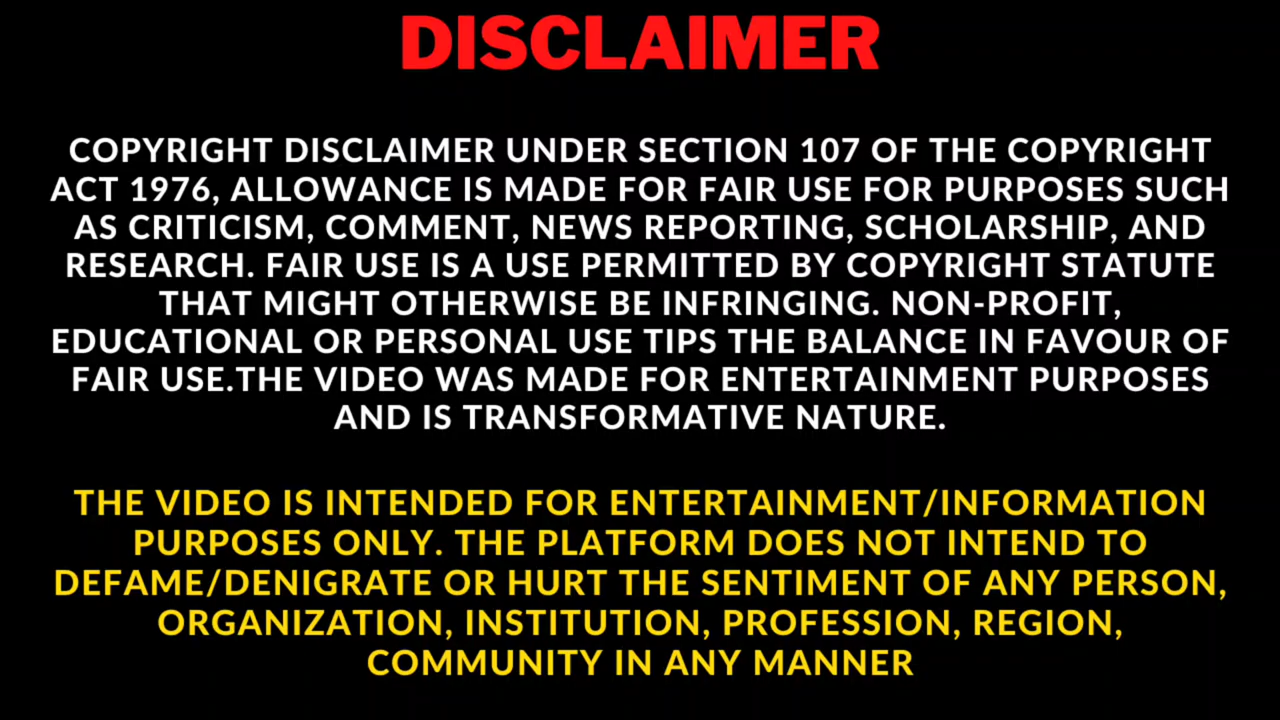 DISCLAIMER
COPYRIGHT DISCLAIMER UNDER SECTION 107 OF THE COPYRIGHT
ACT 1976, ALLOWANCE IS MADE FOR FAIR USE FOR PURPOSES SUCH
AS CRITICISM, COMMENT, NEWS REPORTING, SCHOLARSHIP, AND
RESEARCH. FAIR USE IS A USE PERMITTED BY COPYRIGHT STATUTE
THAT MIGHT OTHERWISE BE INFRINGING. NON-PROFIT,
EDUCATIONAL OR PERSONAL USE TIPS THE BALANCE IN FAVOUR OF
FAIR USE.THE VIDEO WAS MADE FOR ENTERTAINMENT PURPOSES
AND IS TRANSFORMATIVE NATURE.
THE VIDEO IS INTENDED FOR ENTERTAINMENT/INFORMATION
PURPOSES ONLY. THE PLATFORM DOES NOT INTEND TO
DEFAME/DENIGRATE OR HURT THE SENTIMENT OF ANY PERSON,
ORGANIZATION, INSTITUTION, PROFESSION, REGION,
COMMUNITY IN ANY MANNER